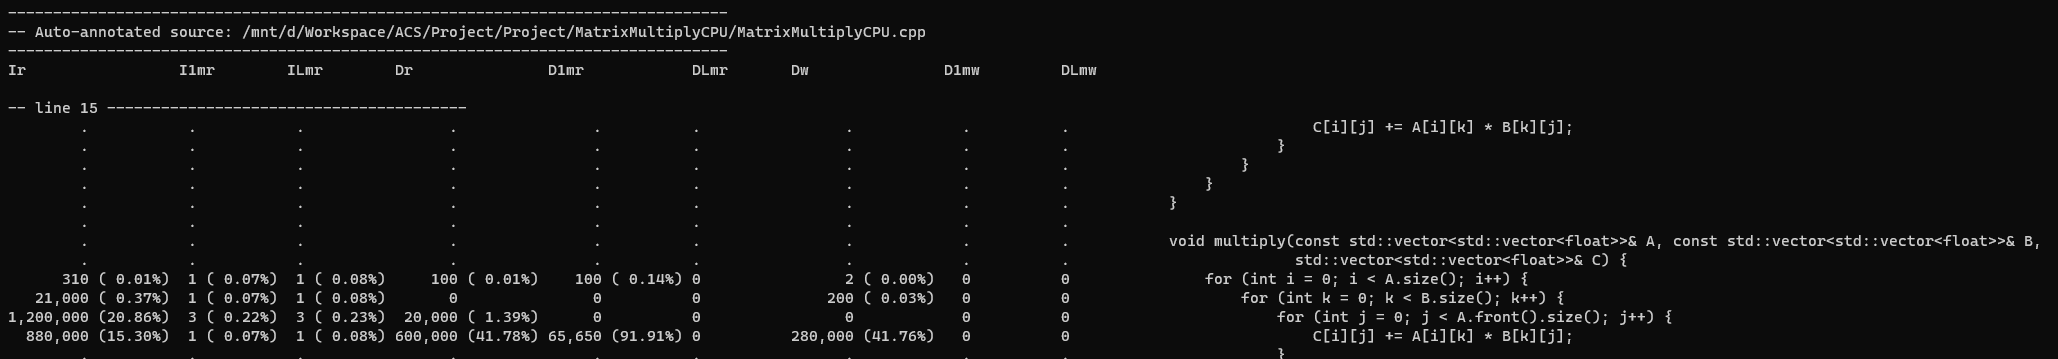 --------------------------------------------------------------------------------
-- Auto-annotated source: /mnt/d/Workspace/ACS/Project/Project/MatrixMultiplyCPU/MatrixMultiplyCPU.cpp
--------------------------------------------------------------------------------
Ir I1mr ILmr Dr D1mr DLmr Dw D1mw DLmw
-- line 15 ----------------------------------------
. . . . . . . . . C[i][j] += A[i][k] * B[k][j];
. . . . . . . . . }
. . . . . . . . . }
. . . . . . . . . }
. . . . . . . . . }
. . . . . . . . .
. . . . . . . . . void multiply(const std::vector<std::vector<float>>& A, const std::vector<std::vector<float>>& B,
. . . . . . . . . std::vector<std::vector<float>>& C) {
310 ( 0.01%) 1 ( 0.07%) 1 ( 0.08%) 100 ( 0.01%) 100 ( 0.14%) 0 2 ( 0.00%) 0 0 for (int i = 0; i < A.size(); i++) {
21,000 ( 0.37%) 1 ( 0.07%) 1 ( 0.08%) 0 0 0 200 ( 0.03%) 0 0 for (int k = 0; k < B.size(); k++) {
1,200,000 (20.86%) 3 ( 0.22%) 3 ( 0.23%) 20,000 ( 1.39%) 0 0 0 0 0 for (int j = 0; j < A.front().size(); j++) {
880,000 (15.30%) 1 ( 0.07%) 1 ( 0.08%) 600,000 (41.78%) 65,650 (91.91%) 0 280,000 (41.76%) 0 0 C[i][j] += A[i][k] * B[k][j];
. . . . . . . . . }